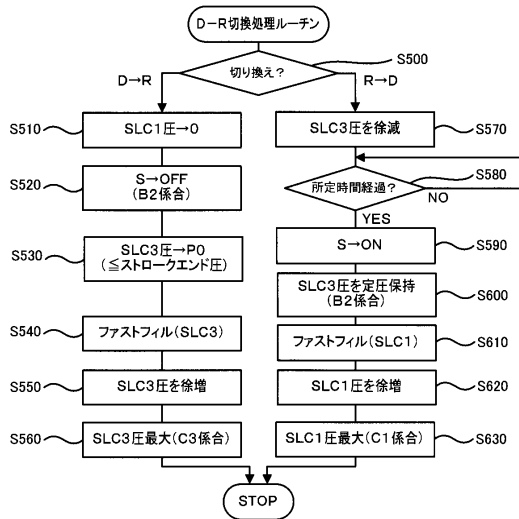 D－R切換処理ルーチン
切り換え？
S500
D→R
R→D
S510
SLC1圧→0
S520
S→OFF
(B2係合)
S530
SLC3圧→P0
(≦ストロークエンド圧)
S540
ファストフィル(SLC3)
S550
SLC3圧を徐増
S560
SLC3圧最大(C3係合)
SLC3圧を徐減
S570
所定時間経過？
S580
NO
YES
S→ON
S590
SLC3圧を定圧保持
(B2係合)
S600
ファストフィル(SLC1)
S610
SLC1圧を徐増
S620
SLC1圧最大(C1係合)
S630
STOP